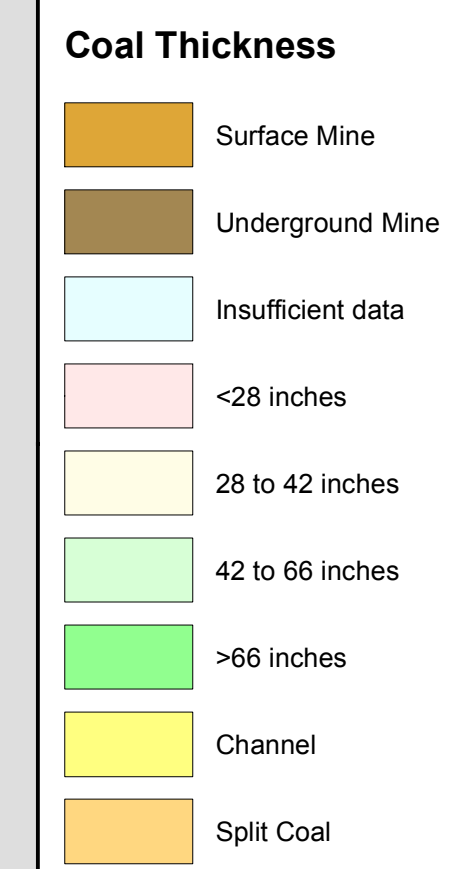 Coal Thickness
Surface Mine
Underground Mine
Insufficient data
<28 inches
28 to 42 inches
42 to 66 inches
>66 inches
Channel
Split Coal